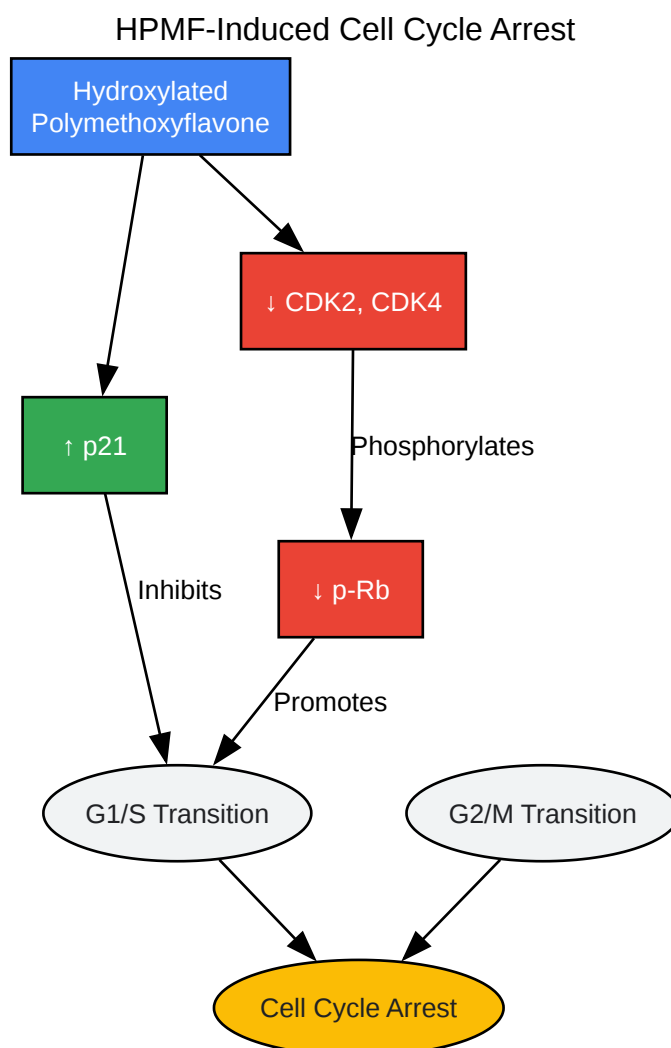 HPMF-Induced Cell Cycle Arrest
Hydroxylated
Polymethoxyflavone
↓ CDK2, CDK4
↑ p21
Phosphorylates
Inhibits
↓ p-Rb
Promotes
G1/S Transition
G2/M Transition
Cell Cycle Arrest